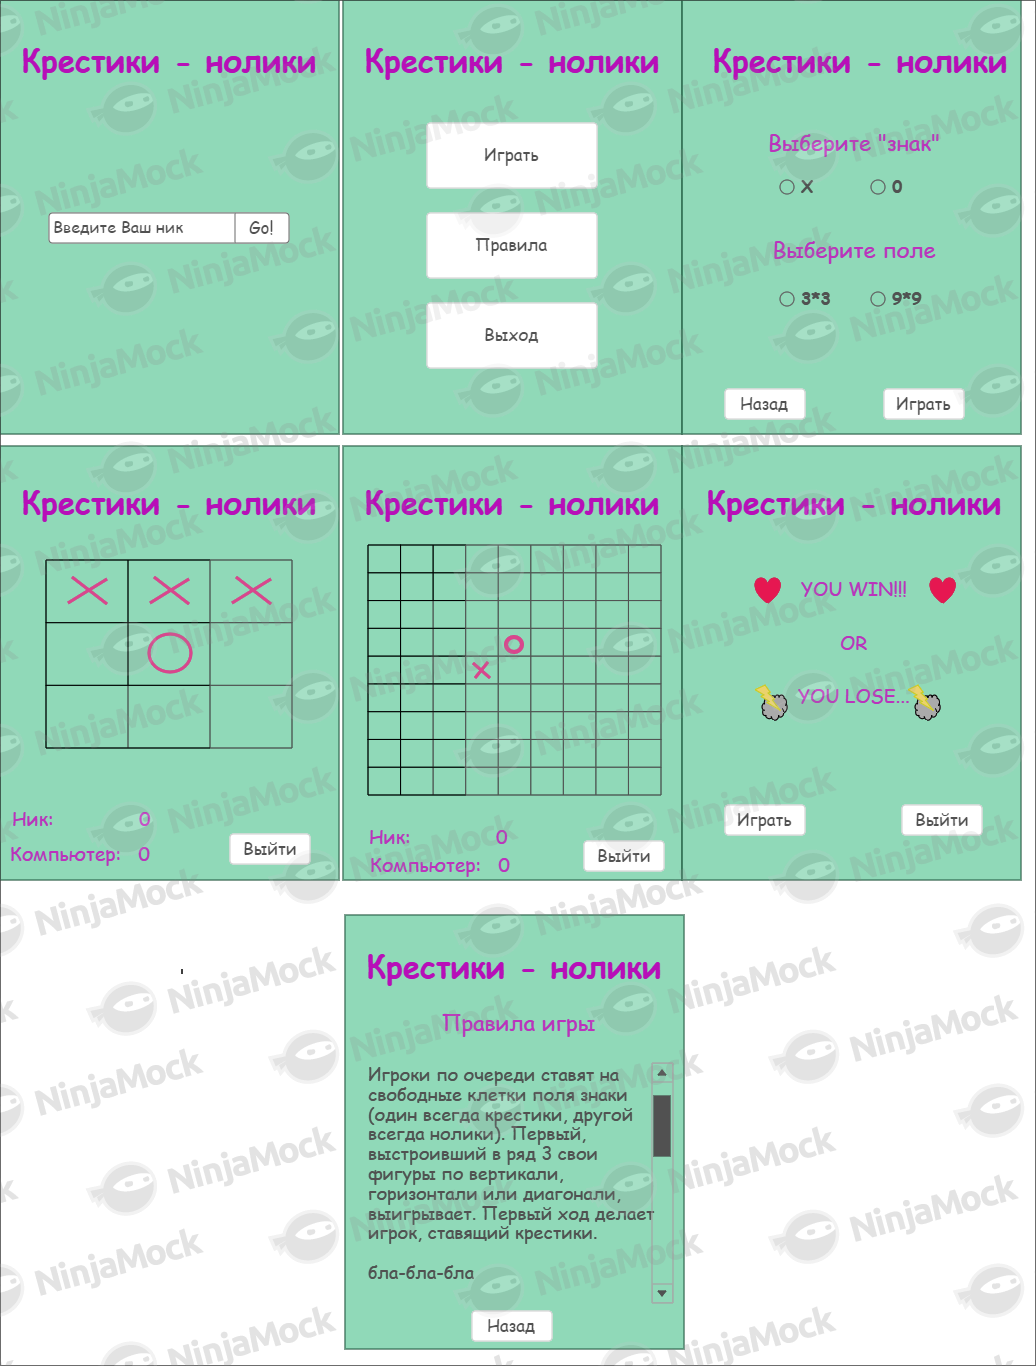 Крестики - нолики
Введите Ваш ник
Go!
Крестики - нолики
Играть
Правила
Выход
Крестики - нолики
Выберите "знак"
X
0
Выберите поле
3*3
9*9
Назад
Играть
Крестики - нолики
Ник:
0
Компьютер:
0
Выйти
Крестики - нолики
Ник:
0
Компьютер:
0
Выйти
Крестики - нолики
YOU WIN!!!
OR
YOU LOSE...
Играть
Выйти
Крестики - нолики
Правила игры
Игроки по очереди ставят на
свободные клетки поля знаки
(один всегда крестики, другой
всегда нолики). Первый,
выстроивший в ряд 3 свои
фигуры по вертикали,
горизонтали или диагонали,
выигрывает. Первый ход делает
игрок, ставящий крестики.
бла-бла-бла
Назад
NinjaMock